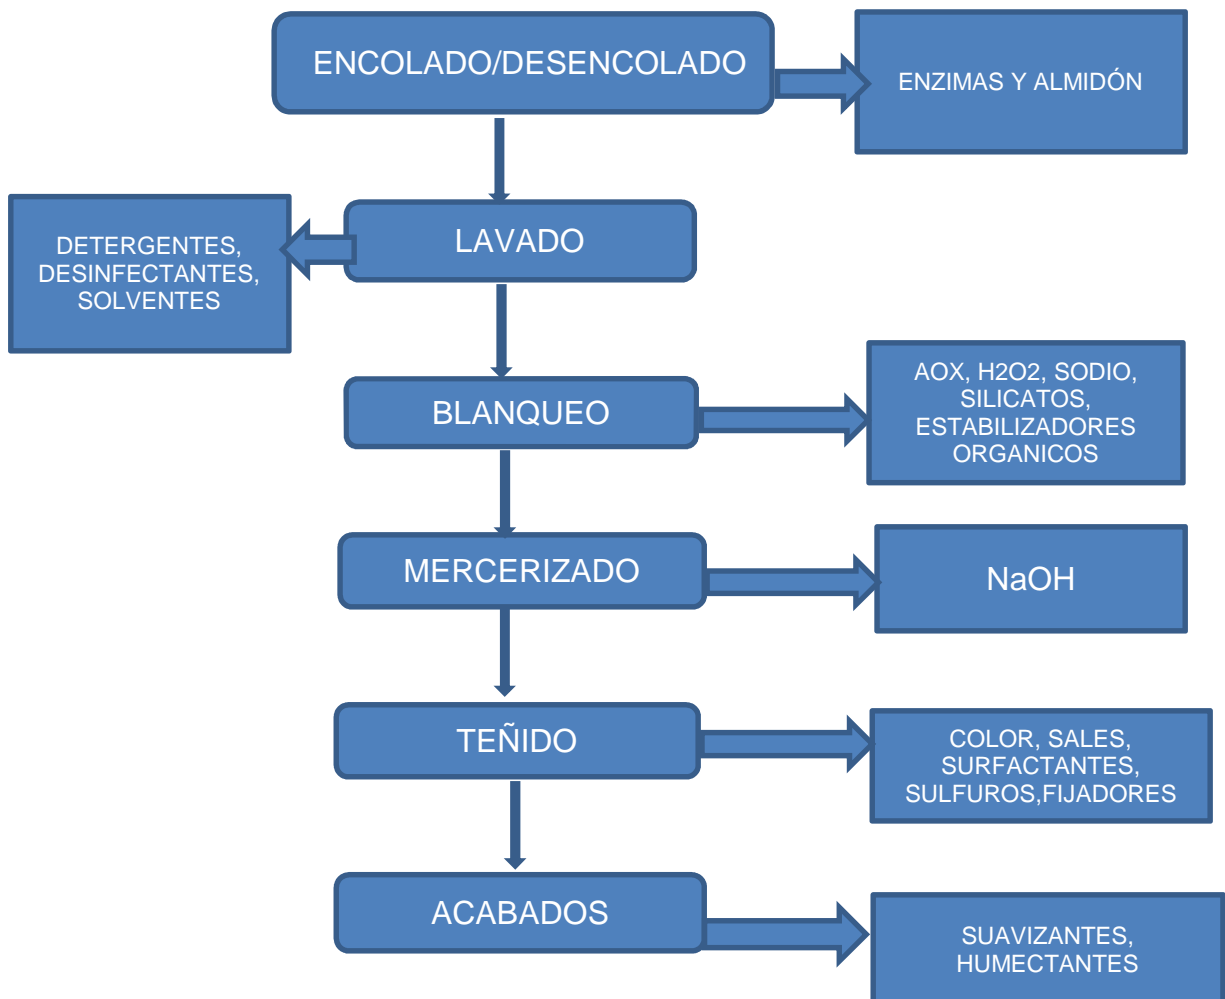 ENCOLADO/DESENCOLADO
ENZIMAS Y ALMIDÓN
LAVADO
DETERGENTES,
DESINFECTANTES,
SOLVENTES
BLANQUEO
AOX, H2O2, SODIO,
SILICATOS,
ESTABILIZADORES
ORGANICOS
MERCERIZADO
NaOH
TEÑIDO
COLOR, SALES,
SURFACTANTES,
SULFUROS,FIJADORES
ACABADOS
SUAVIZANTES,
HUMECTANTES